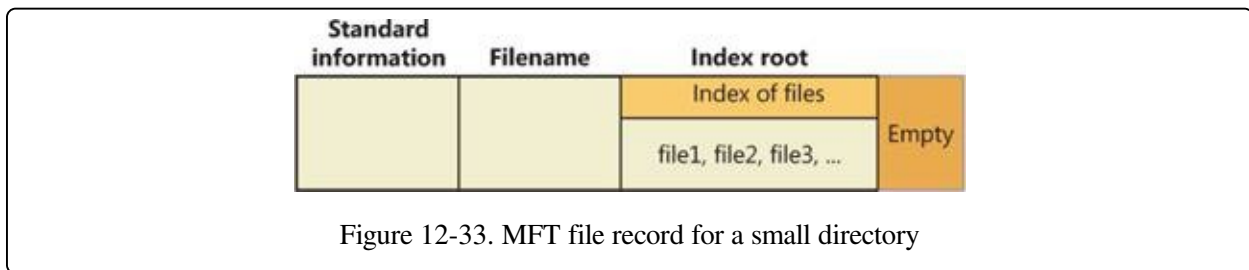 Standard
information
Filename
Index root
Index of files
file1, file2, file3, ...
Empty
Figure 12-33. MFT file record for a small directory